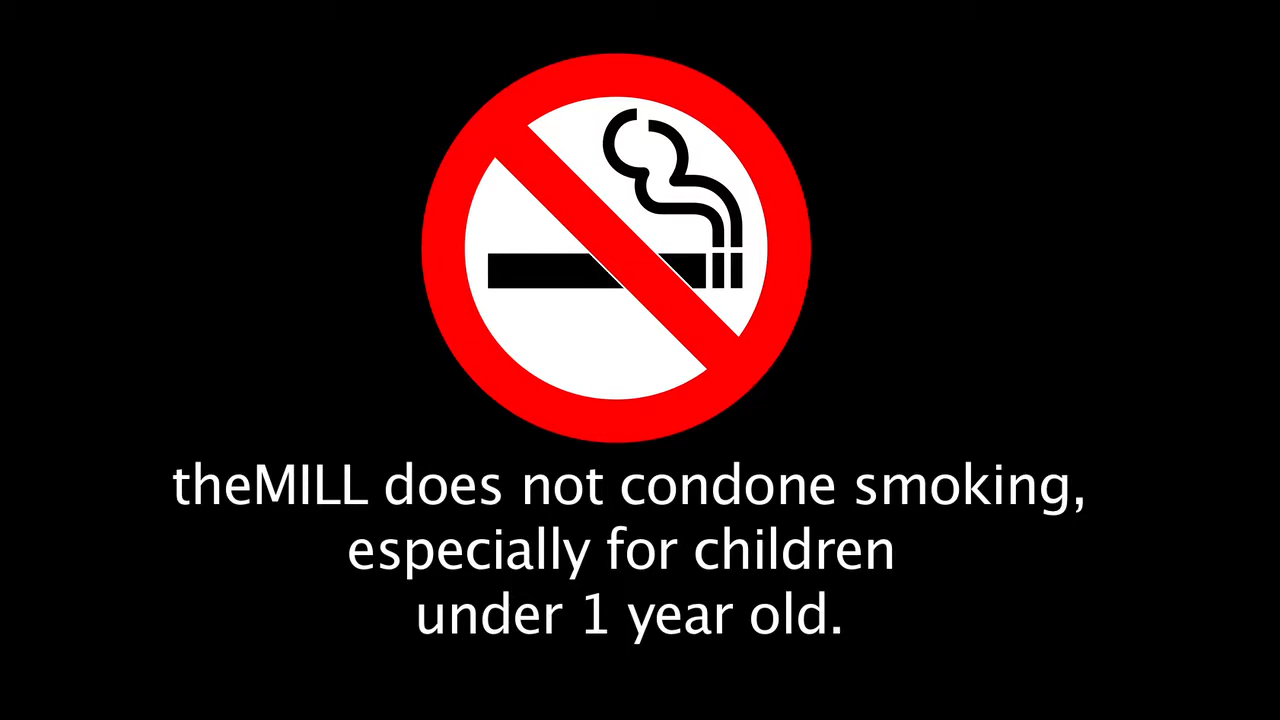 theMILL does not condone smoking,
especially for children
under 1 year old.